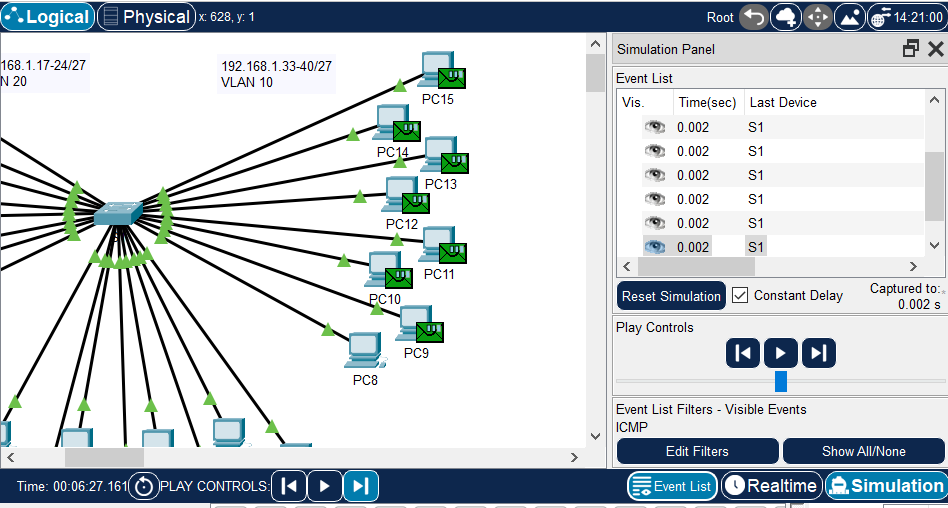 Logical
Physical
x: 628, y: 1
Root
14:21:00
168.1.17-24/27
N 20
192.168.1.33-40/27
VLAN 10
PC15
PC14
PC13
PC12
PC11
PC10
PC9
PC8
Simulation Panel
Event List
Vis. Time(sec) Last Device
0.002 S1
0.002 S1
0.002 S1
0.002 S1
0.002 S1
0.002 S1
Reset Simulation
Constant Delay
Captured to:
0.002 s
Play Controls
Event List Filters - Visible Events
ICMP
Edit Filters
Show All/None
Time: 00:06:27.161
PLAY CONTROLS:
Event List
Realtime
Simulation